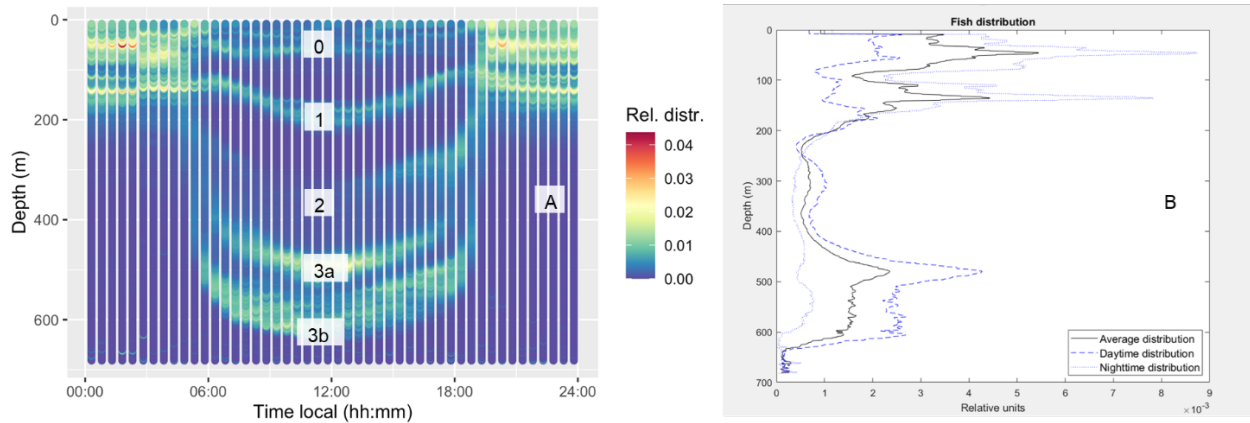 0
200
400
600
Depth (m)
00:00
06:00
12:00
18:00
24:00
Time local (hh:mm)
0
1
2
3a
3b
A
Rel. distr.
0.04
0.03
0.02
0.01
0.00
Fish distribution
0
100
200
300
400
500
600
700
Depth (m)
0
1
2
3
4
5
6
7
8
9
Relative units
×10⁻³
B
Average distribution
Daytime distribution
Nighttime distribution